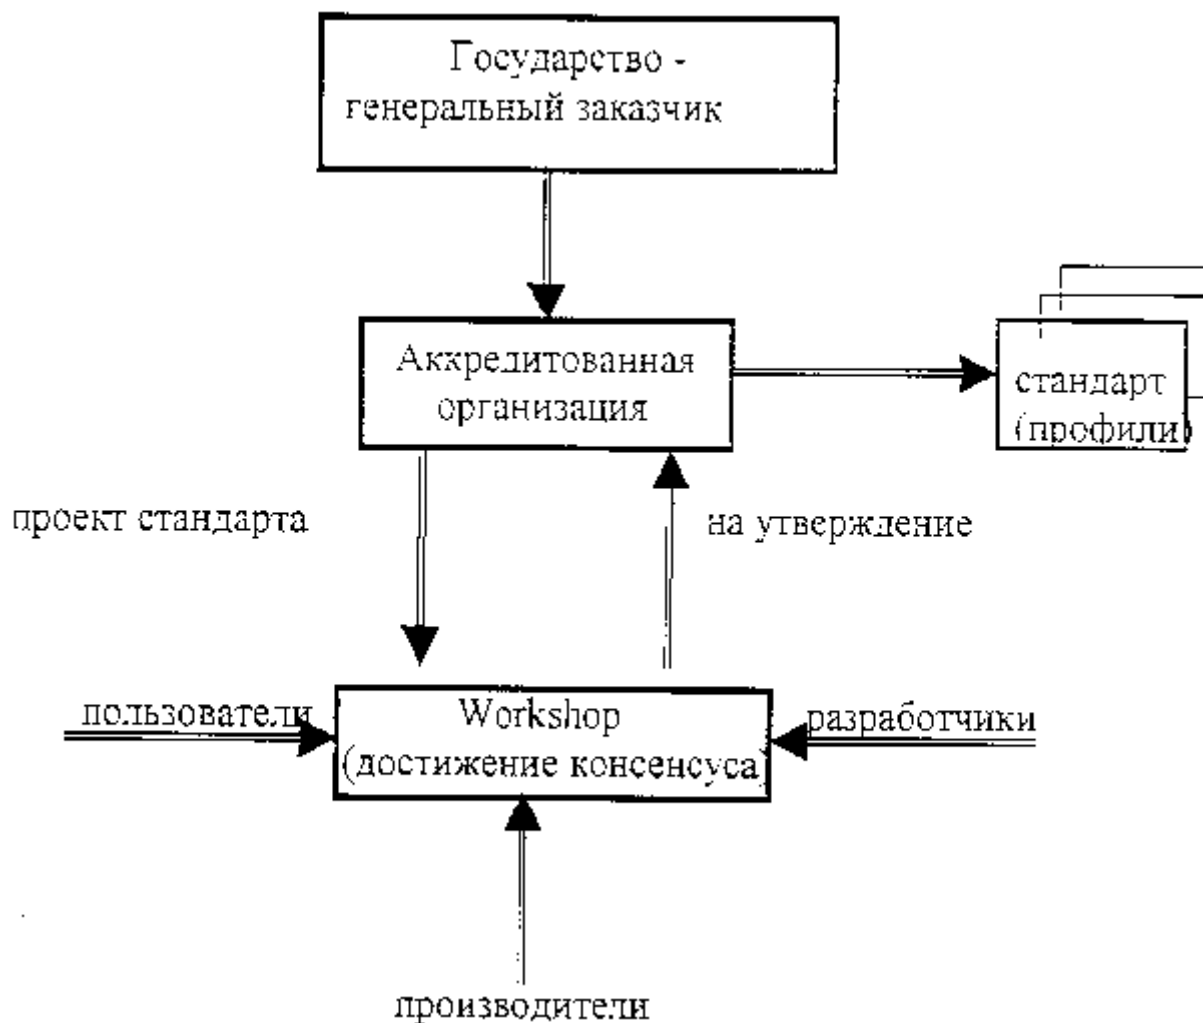 Государство -
генеральный заказчик
Аккредитованная
организация
стандарт
(профили)
проект стандарта
на утверждение
пользователи
Workshop
(достижение консенсуса)
разработчики
производители